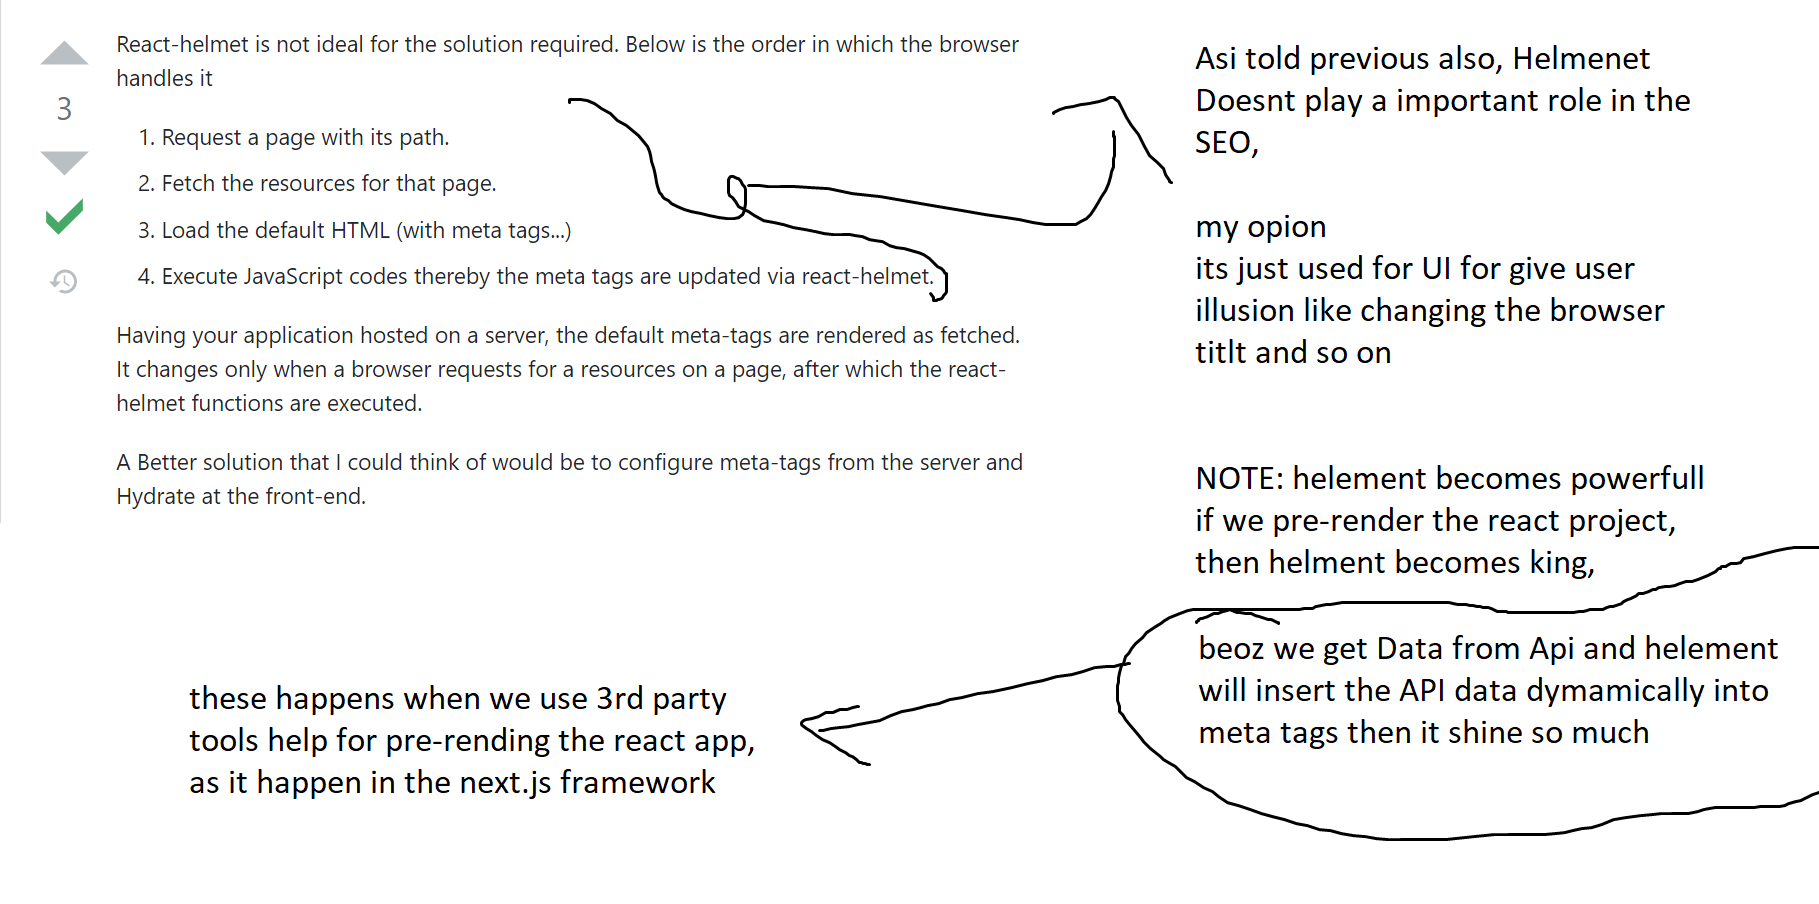 React-helmet is not ideal for the solution required. Below is the order in which the browser
handles it
3
1. Request a page with its path.
2. Fetch the resources for that page.
3. Load the default HTML (with meta tags...)
4. Execute JavaScript codes thereby the meta tags are updated via react-helmet.
Having your application hosted on a server, the default meta-tags are rendered as fetched.
It changes only when a browser requests for a resources on a page, after which the react-
helmet functions are executed.
A Better solution that I could think of would be to configure meta-tags from the server and
Hydrate at the front-end.
Asi told previous also, Helmenet
Doesnt play a important role in the
SEO,
my opion
its just used for UI for give user
illusion like changing the browser
titlt and so on
NOTE: helement becomes powerfull
if we pre-render the react project,
then helment becomes king,
beoz we get Data from Api and helement
will insert the API data dymamically into
meta tags then it shine so much
these happens when we use 3rd party
tools help for pre-rending the react app,
as it happen in the next.js framework